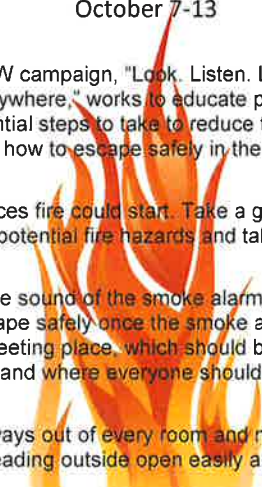 October 7-13
W campaign, "Look. Listen. L
ywhere," works to educate p
ntial steps to take to reduce
how to escape safely in the
ces fire could start. Take a g
potential fire hazards and tak
e sound of the smoke alarm
ape safely once the smoke a
eeting place, which should b
and where everyone should
ways out of every room and
eading outside open easily a